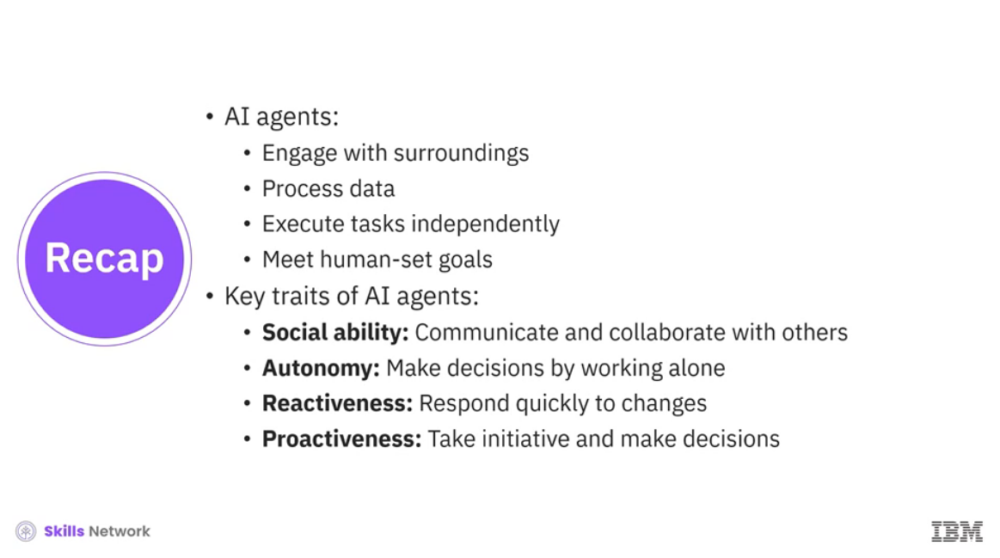 • AI agents:
• Engage with surroundings
• Process data
• Execute tasks independently
• Meet human-set goals
Recap
• Key traits of AI agents:
• Social ability: Communicate and collaborate with others
• Autonomy: Make decisions by working alone
• Reactiveness: Respond quickly to changes
• Proactiveness: Take initiative and make decisions
Skills Network
IBM